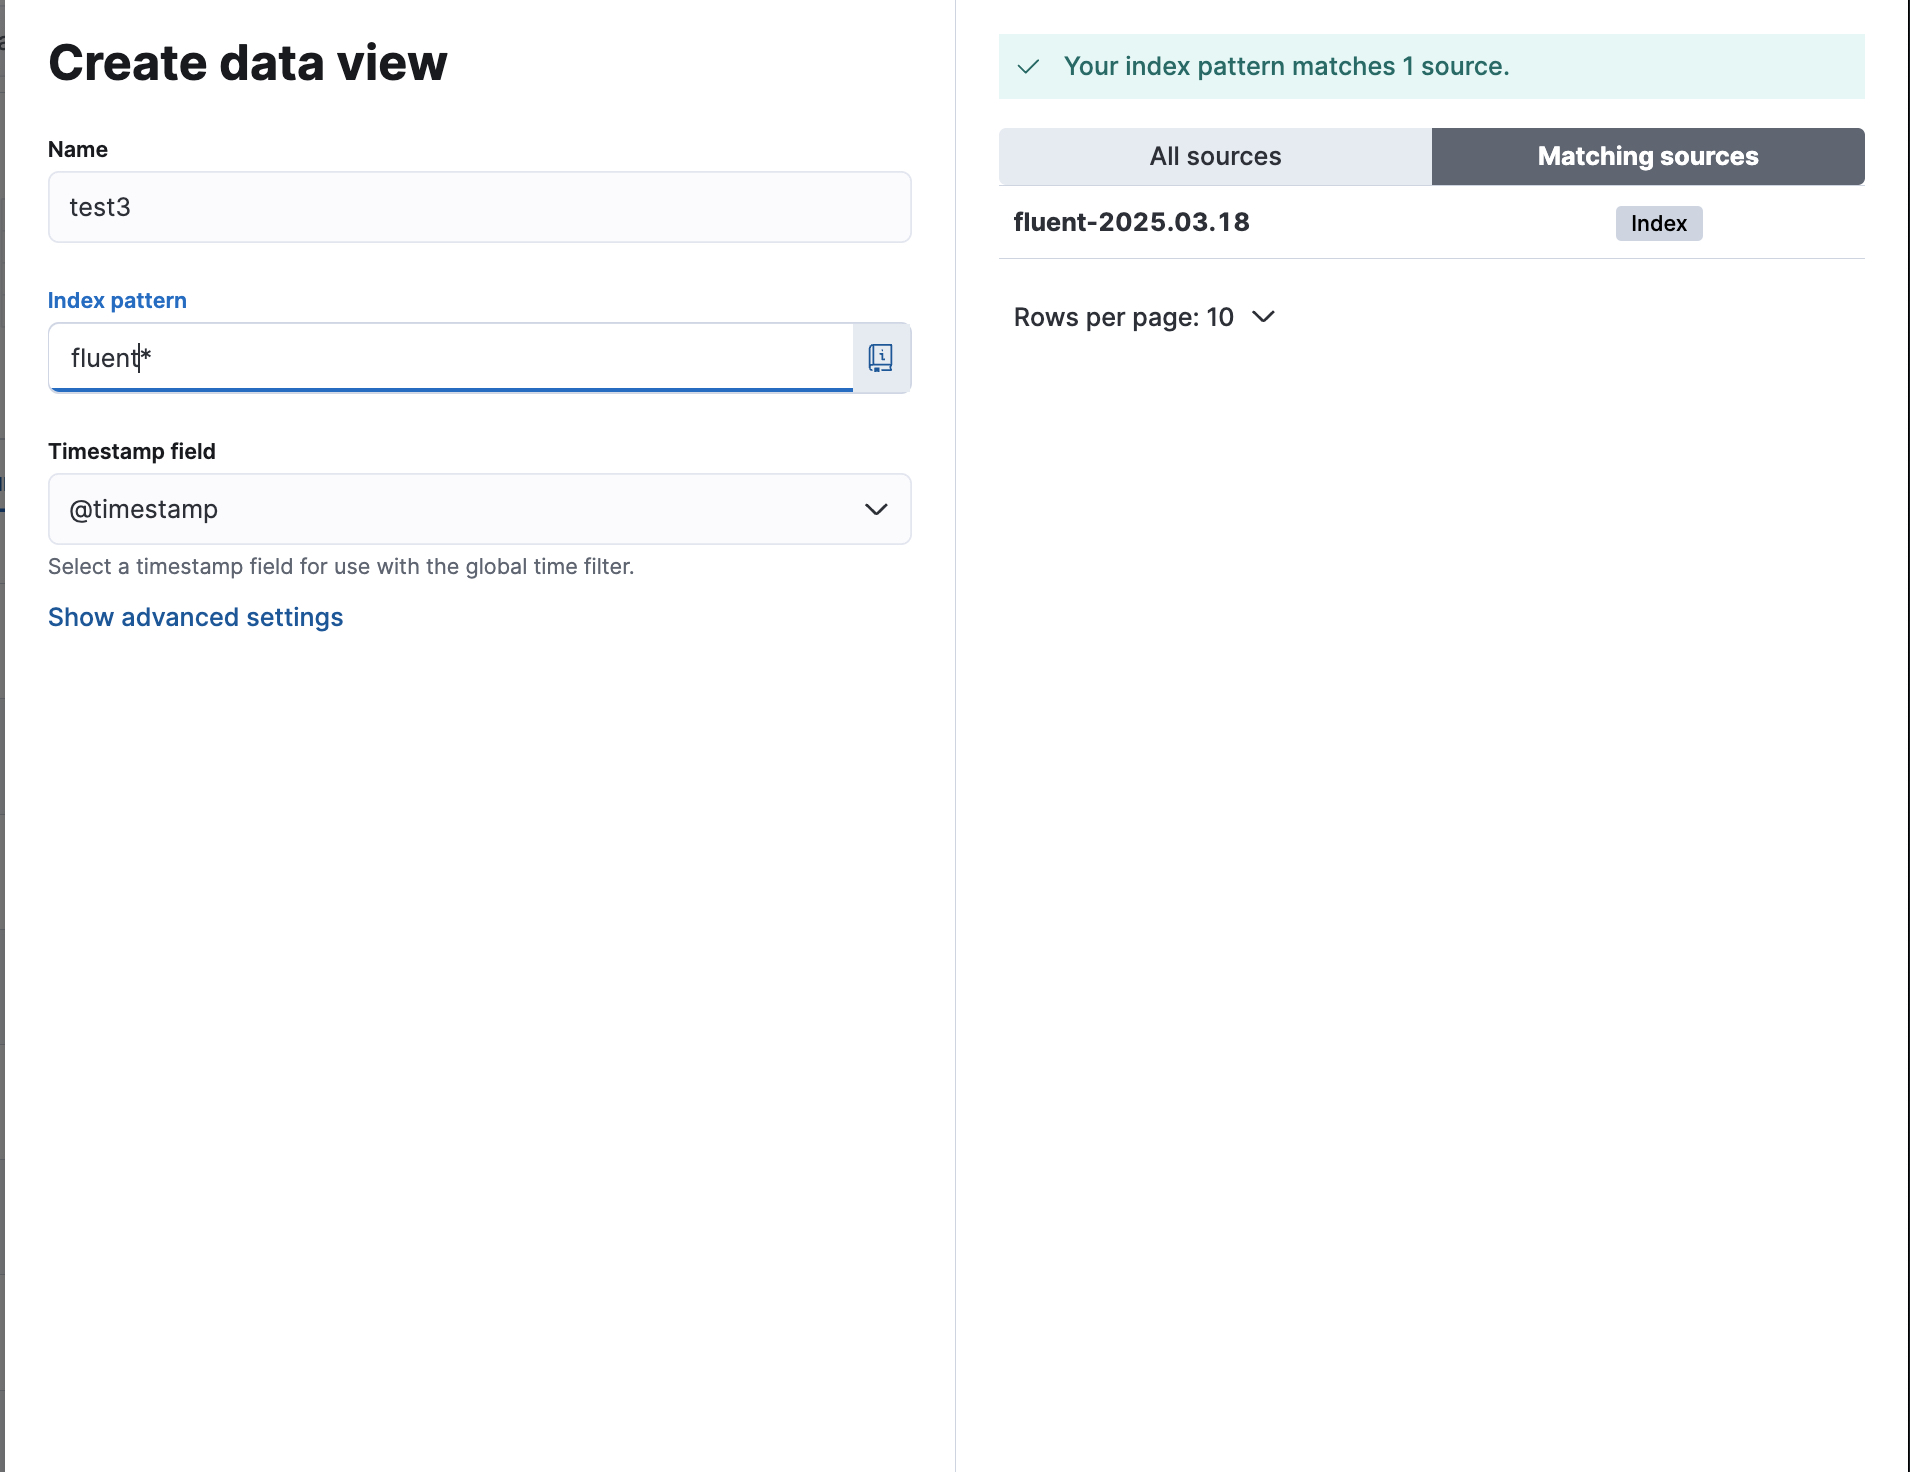 Create data view
Name
test3
Index pattern
fluent*
Timestamp field
@timestamp
Select a timestamp field for use with the global time filter.
Show advanced settings
Your index pattern matches 1 source.
All sources
Matching sources
fluent-2025.03.18
Index
Rows per page: 10